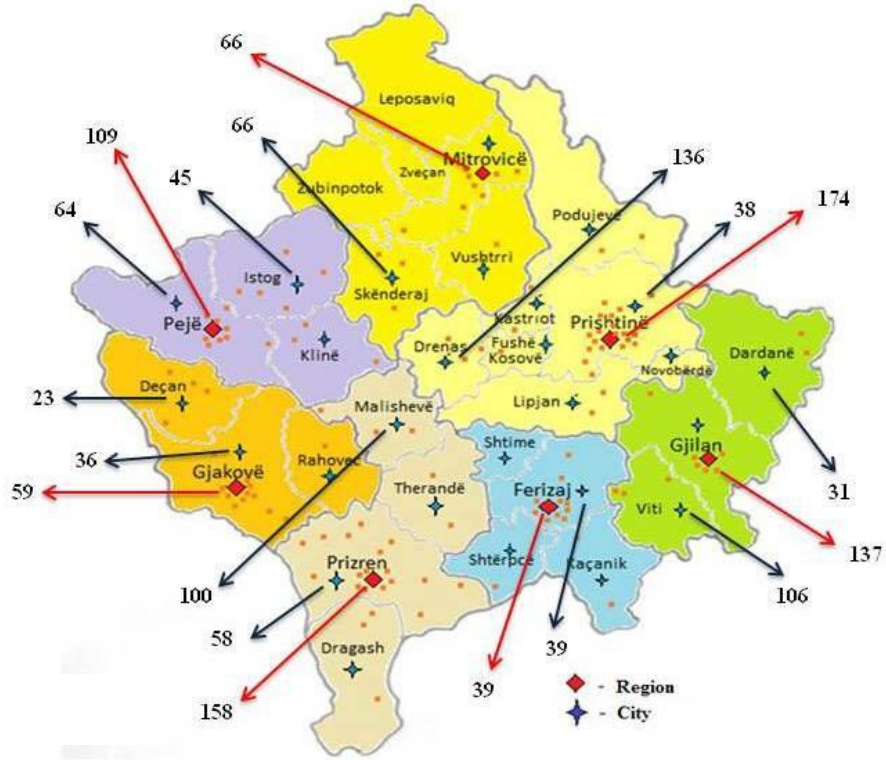 66
Leposaviq
109
66
Mitrovicë
136
45
Zveçan
Zubinpotok
174
64
Podujevë
38
Istog
Vushtrri
Skënderaj
Kastriot
Pejë
Prishtinë
Klinë
Drenas
Fushë
Kosovë
Dardanë
Novobërdë
Deçan
23
Malishevë
Lipjan
Shtime
Gjilan
36
Gjakovë
Rahovec
59
Therandë
Ferizaj
31
Viti
137
Prizren
Shtërpcë
Kaçanik
100
106
58
Dragash
39
39
158
- Region
- City